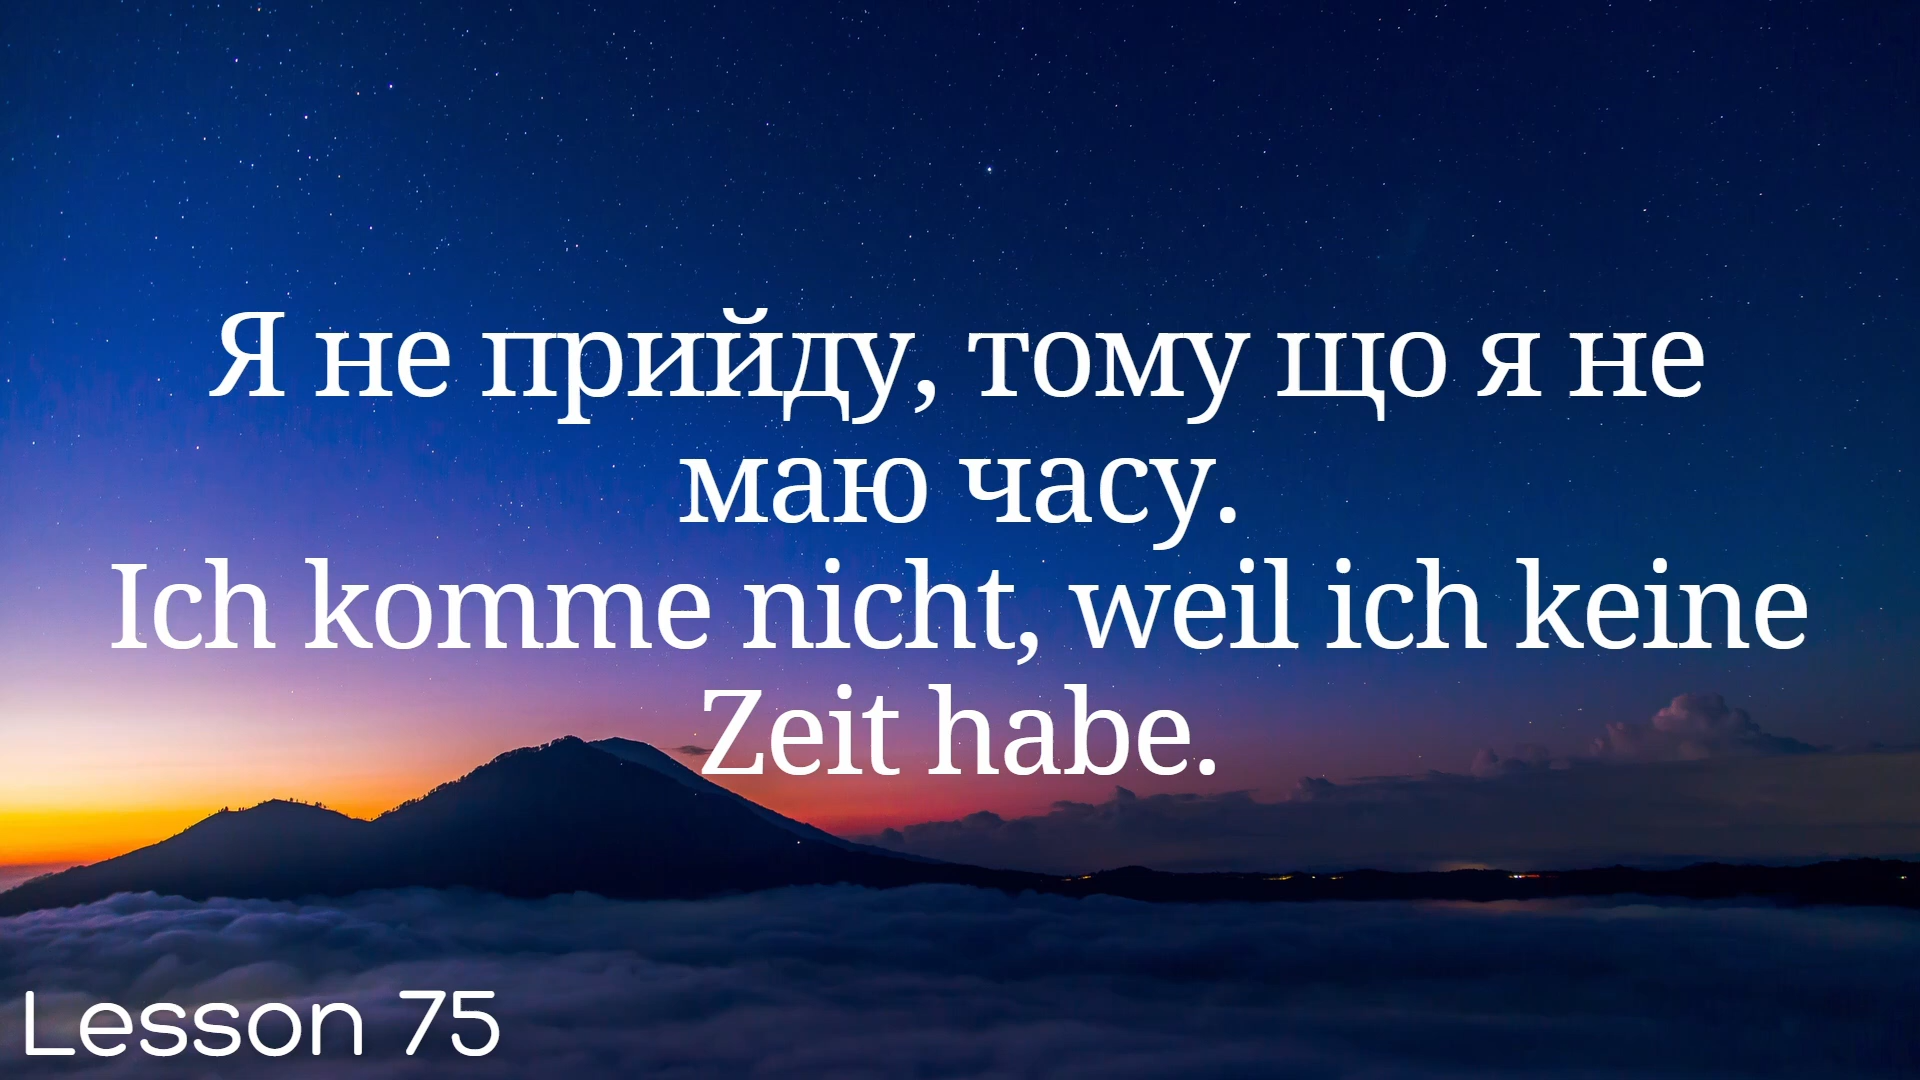 Я не прийду, тому що я не
маю часу.
Ich komme nicht, weil ich keine
Zeit habe.
Lesson 75